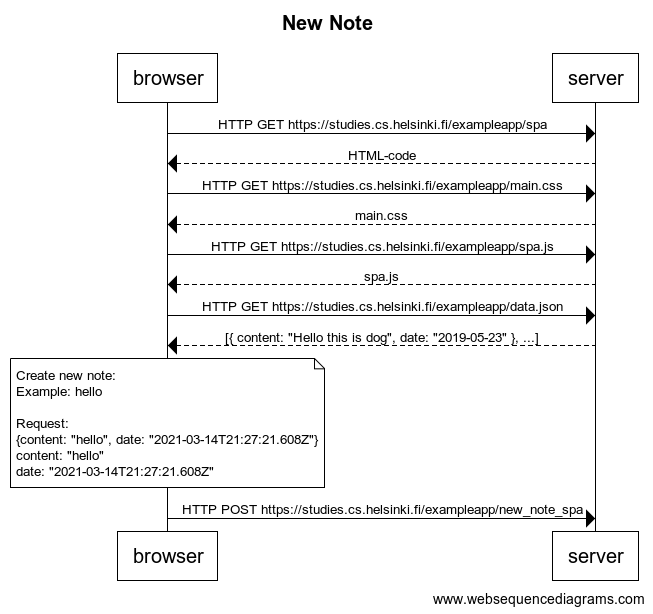 New Note
browser
server
HTTP GET https://studies.cs.helsinki.fi/exampleapp/spa
HTML-code
HTTP GET https://studies.cs.helsinki.fi/exampleapp/main.css
main.css
HTTP GET https://studies.cs.helsinki.fi/exampleapp/spa.js
spa.js
HTTP GET https://studies.cs.helsinki.fi/exampleapp/data.json
[{ content: "Hello this is dog", date: "2019-05-23" }, ...]
Create new note:
Example: hello
Request:
{content: "hello", date: "2021-03-14T21:27:21.608Z"}
content: "hello"
date: "2021-03-14T21:27:21.608Z"
HTTP POST https://studies.cs.helsinki.fi/exampleapp/new_note_spa
browser
server
www.websequencediagrams.com